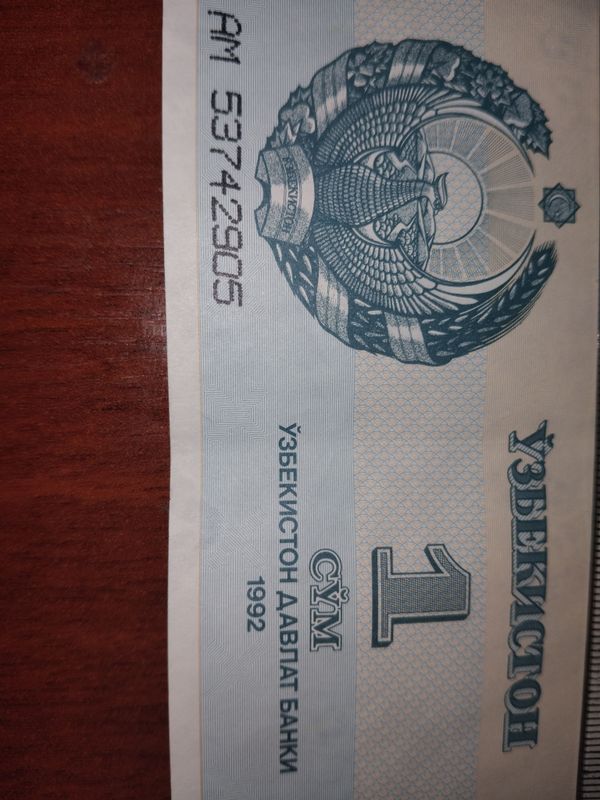 ЎЗБЕКИСТОН
1
СЎМ
ЎЗБЕКИСТОН ДАВЛАТ БАНКИ
1992
ЎЗБЕКИСТОН
АМ 53742905